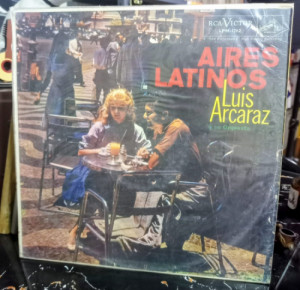 RCA VICTOR
AIRES
LATINOS
Luis
Arcaraz